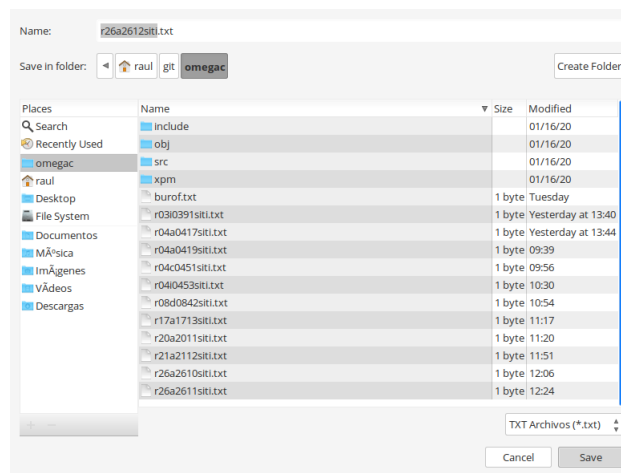 Name: r26a2612siti.txt
Save in folder: raul git omegac Create Folder
Places Name Size Modified
Search include 01/16/20
Recently Used obj 01/16/20
omegac src 01/16/20
raul xpm 01/16/20
Desktop burof.txt 1 byte Tuesday
File System r03i0391siti.txt 1 byte Yesterday at 13:40
Documentos r04a0417siti.txt 1 byte Yesterday at 13:44
MÃºsica r04a0419siti.txt 1 byte 09:39
ImÃ¡genes r04c0451siti.txt 1 byte 09:56
VÃ­deos r04i0453siti.txt 1 byte 10:30
Descargas r08d0842siti.txt 1 byte 10:54
r17a1713siti.txt 1 byte 11:17
r20a2011siti.txt 1 byte 11:20
r21a2112siti.txt 1 byte 11:51
r26a2610siti.txt 1 byte 12:06
r26a2611siti.txt 1 byte 12:24
TXT Archivos (*.txt)
Cancel Save